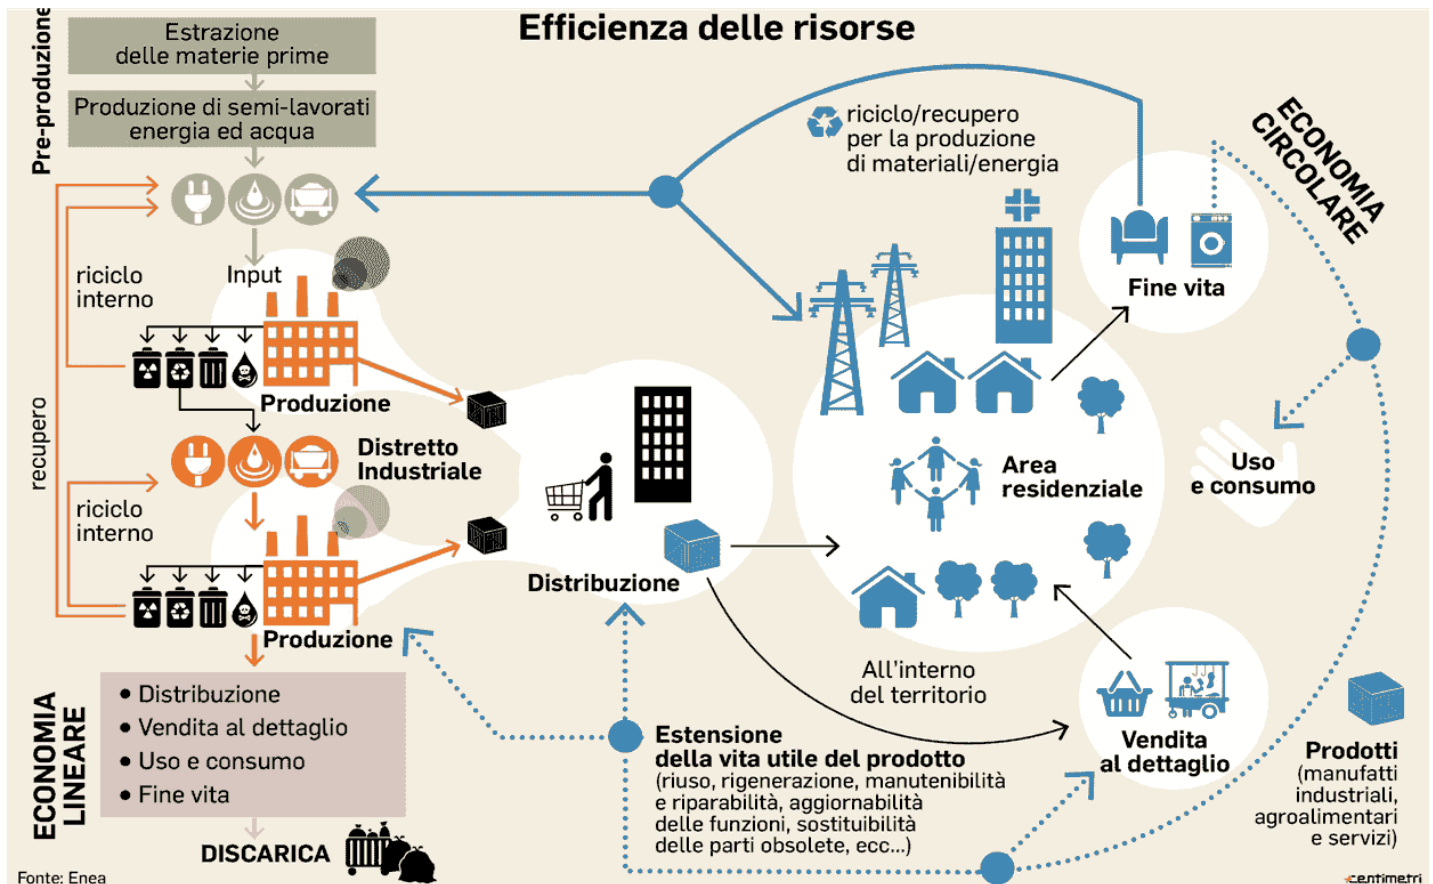 Efficienza delle risorse
Pre-produzione
Estrazione
delle materie prime
Produzione di semi-lavorati
energia ed acqua
riciclo/recupero
per la produzione
di materiali/energia
ECONOMIA
CIRCOLARE
Fine vita
riciclo
interno
Input
Produzione
recupero
Distretto
Industriale
riciclo
interno
Produzione
Distribuzione
Area
residenziale
Uso
e consumo
All'interno
del territorio
Vendita
al dettaglio
Prodotti
(manufatti
industriali,
agroalimentari
e servizi)
Estensione
della vita utile del prodotto
(riuso, rigenerazione, manutenibilità
e riparabilità, aggiornabilità
delle funzioni, sostituibilità
delle parti obsolete, ecc...)
ECONOMIA
LINEARE
• Distribuzione
• Vendita al dettaglio
• Uso e consumo
• Fine vita
DISCARICA
Fonte: Enea
centimetri